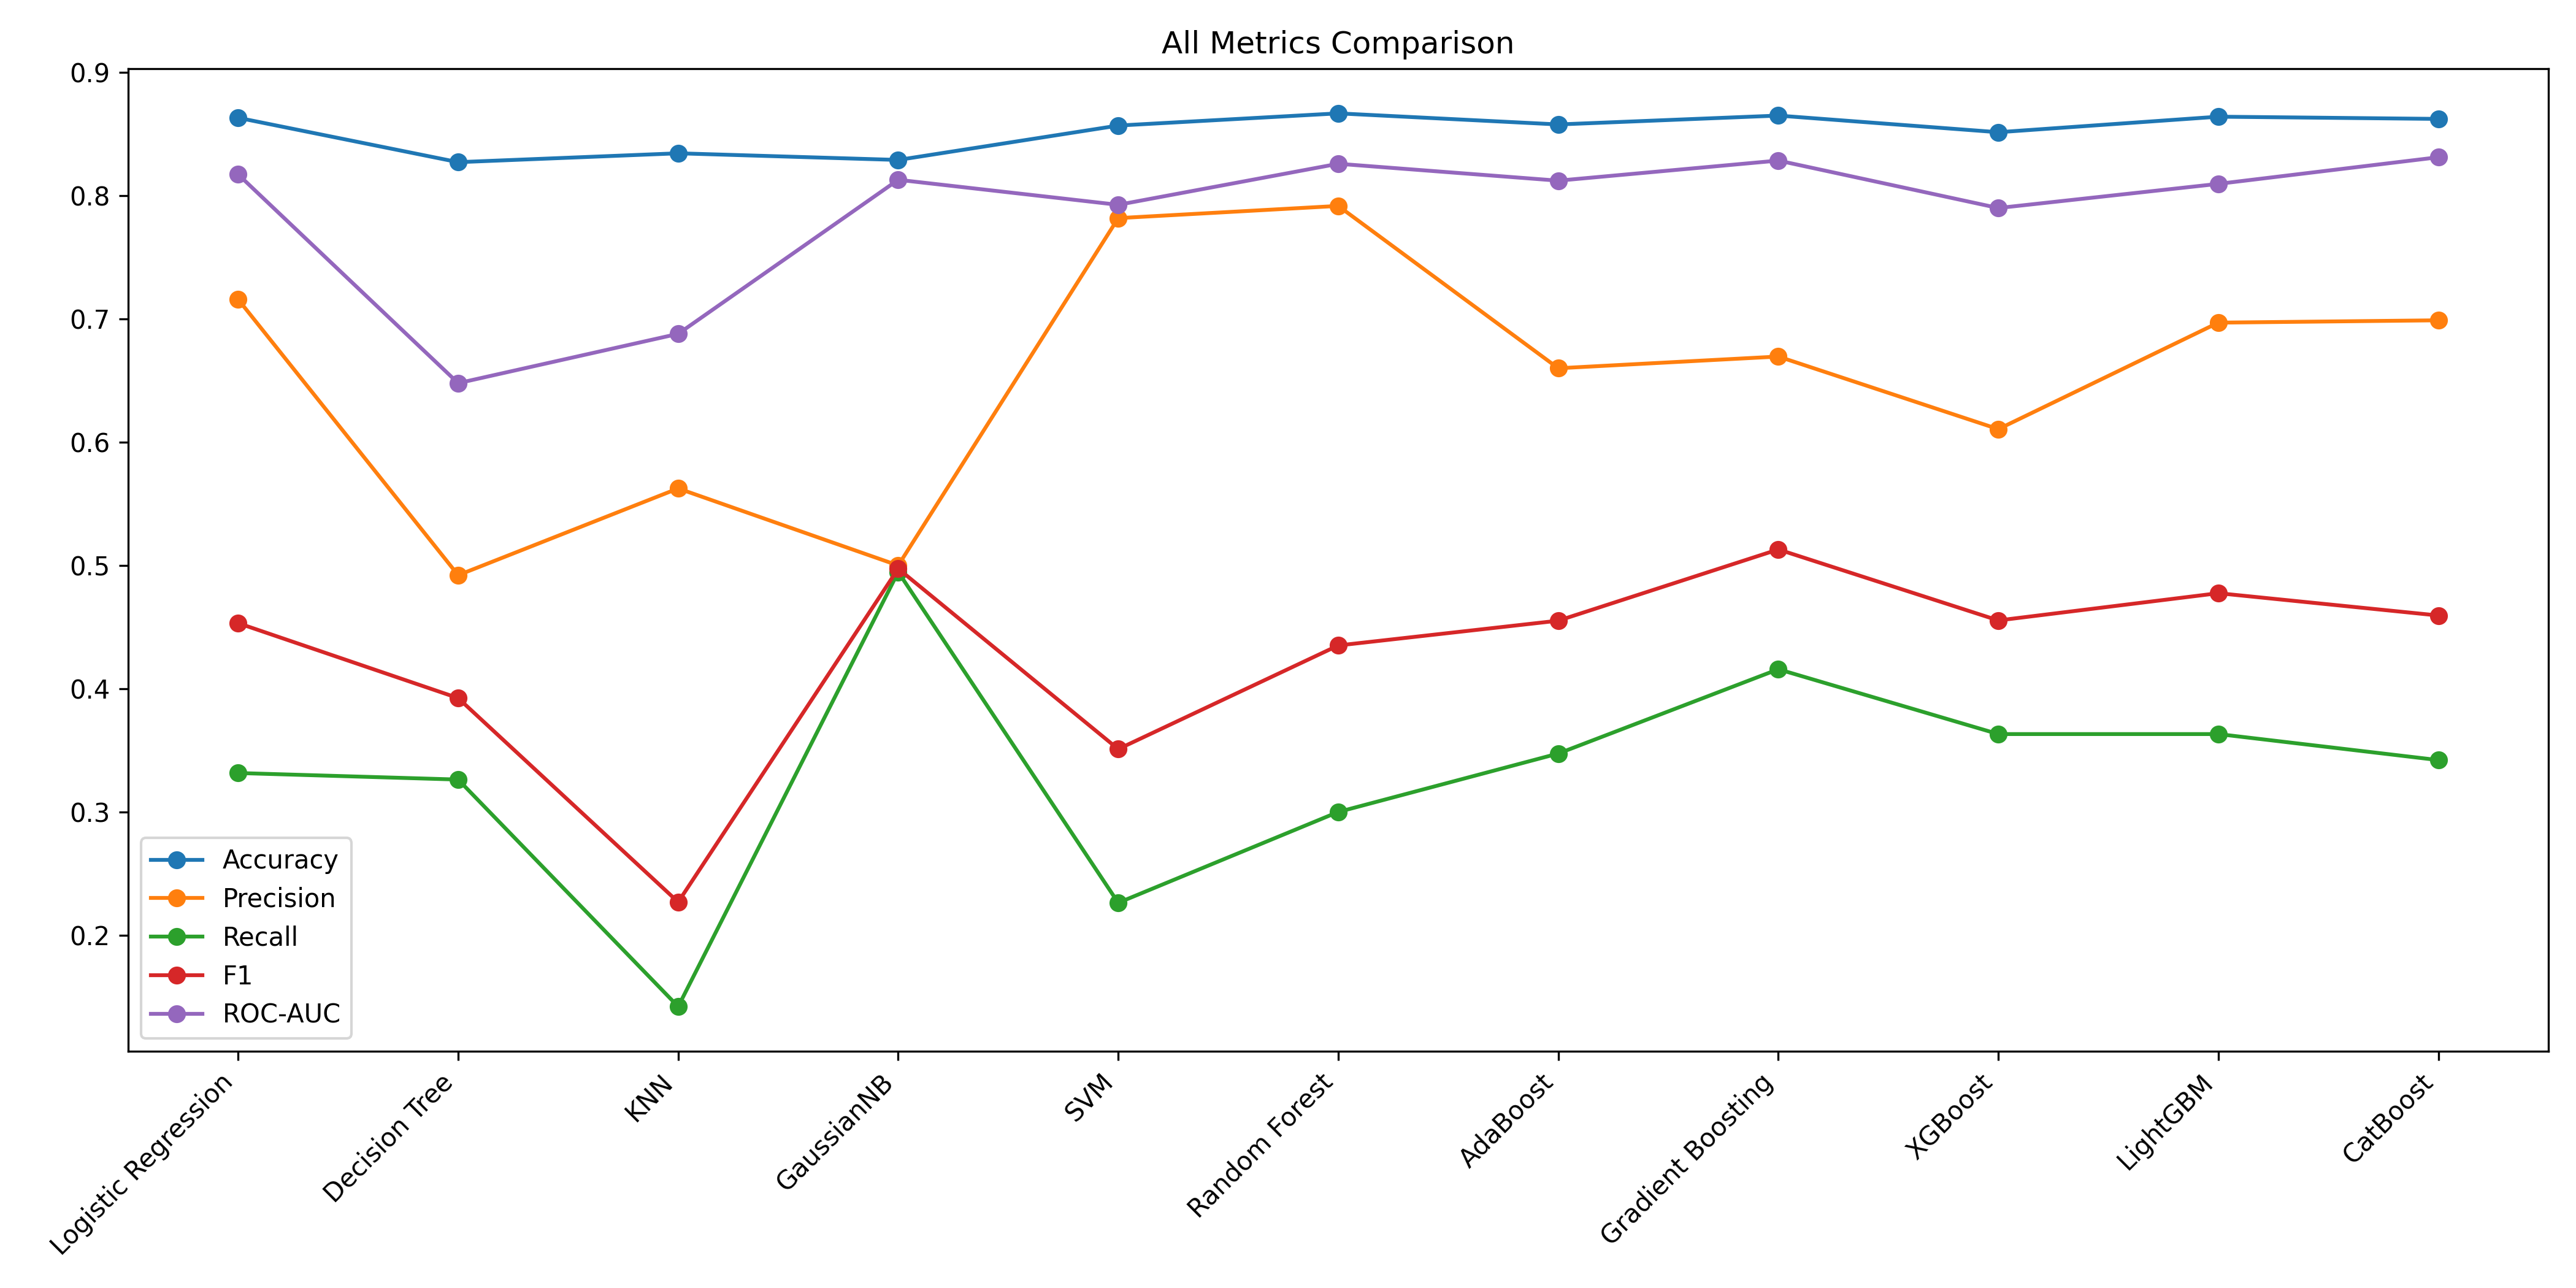 All Metrics Comparison
0.9
0.8
0.7
0.6
0.5
0.4
0.3
0.2
Accuracy
Precision
Recall
F1
ROC-AUC
Logistic Regression
Decision Tree
KNN
GaussianNB
SVM
Random Forest
AdaBoost
Gradient Boosting
XGBoost
LightGBM
CatBoost